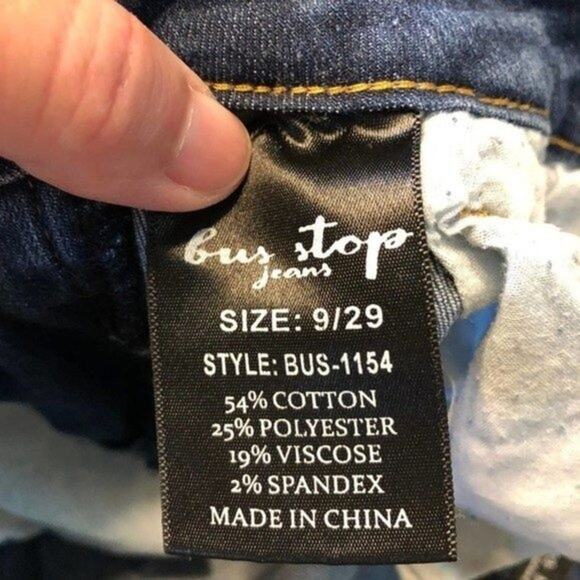 bus stop
jeans
SIZE: 9/29
STYLE: BUS-1154
54% COTTON
25% POLYESTER
19% VISCOSE
2% SPANDEX
MADE IN CHINA